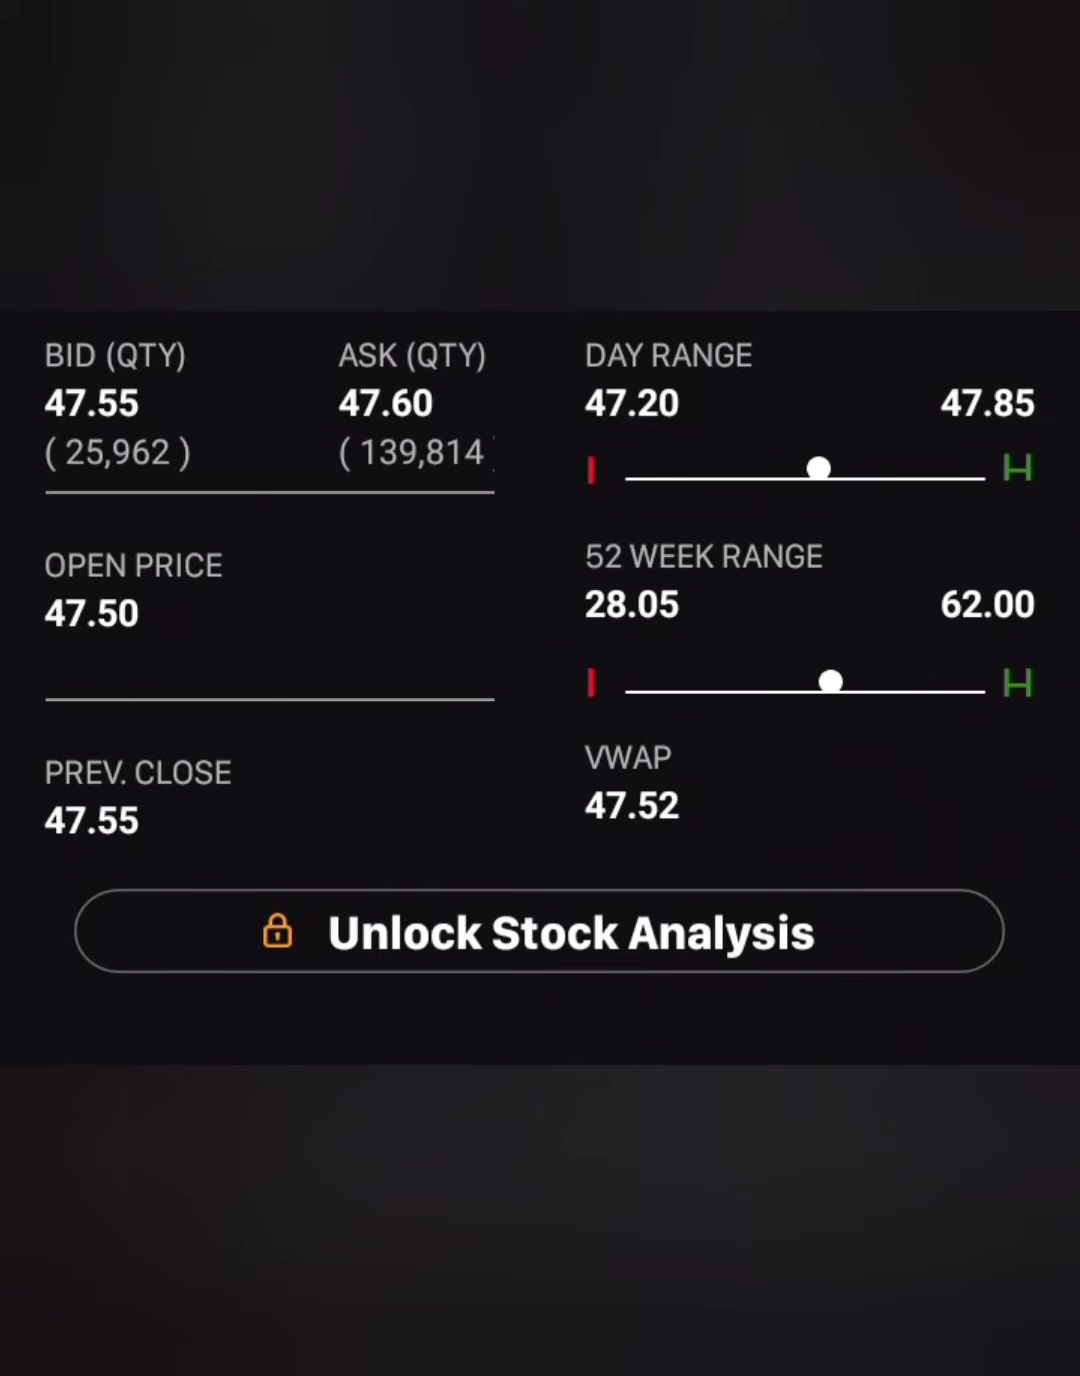 BID (QTY)
47.55
( 25,962 )
ASK (QTY)
47.60
( 139,814
DAY RANGE
47.20 47.85
H
OPEN PRICE
47.50
52 WEEK RANGE
28.05 62.00
H
PREV. CLOSE
47.55
VWAP
47.52
Unlock Stock Analysis